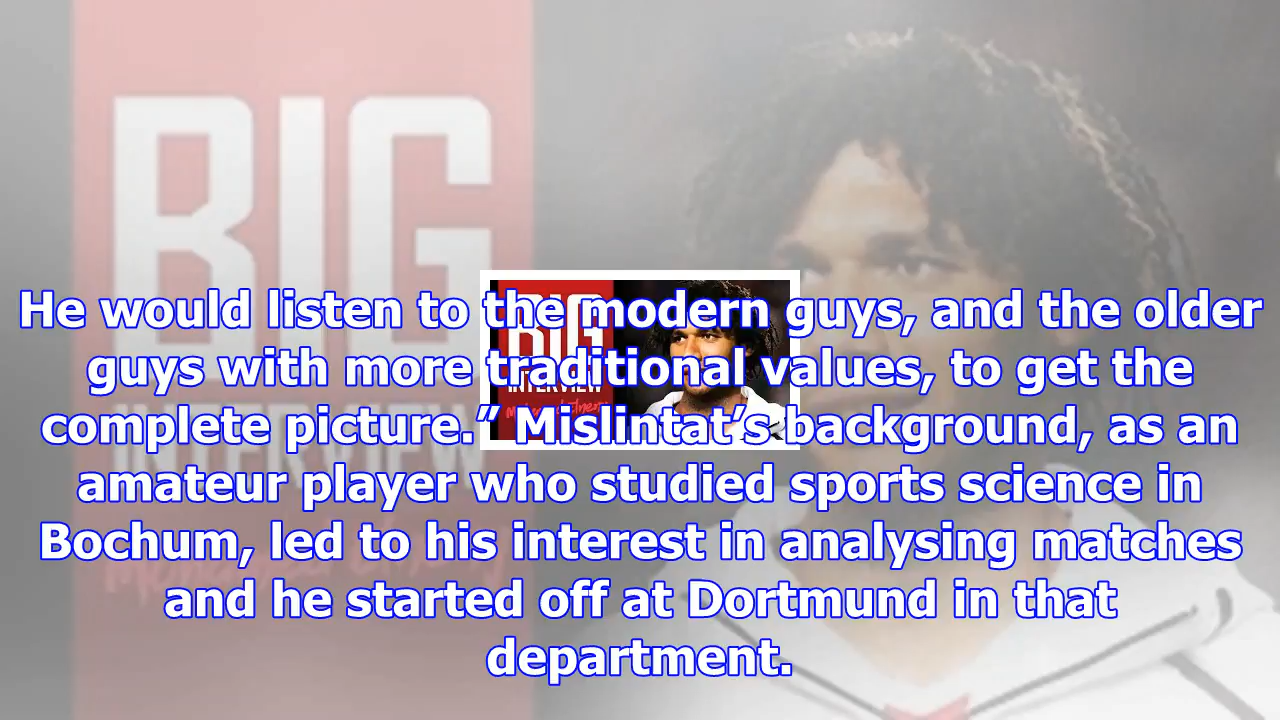 BIG
INTERVIEW
He would listen to the modern guys, and the older
guys with more traditional values, to get the
complete picture.” Mislintat’s background, as an
amateur player who studied sports science in
Bochum, led to his interest in analysing matches
and he started off at Dortmund in that
department.
BIG
INTERVIEW